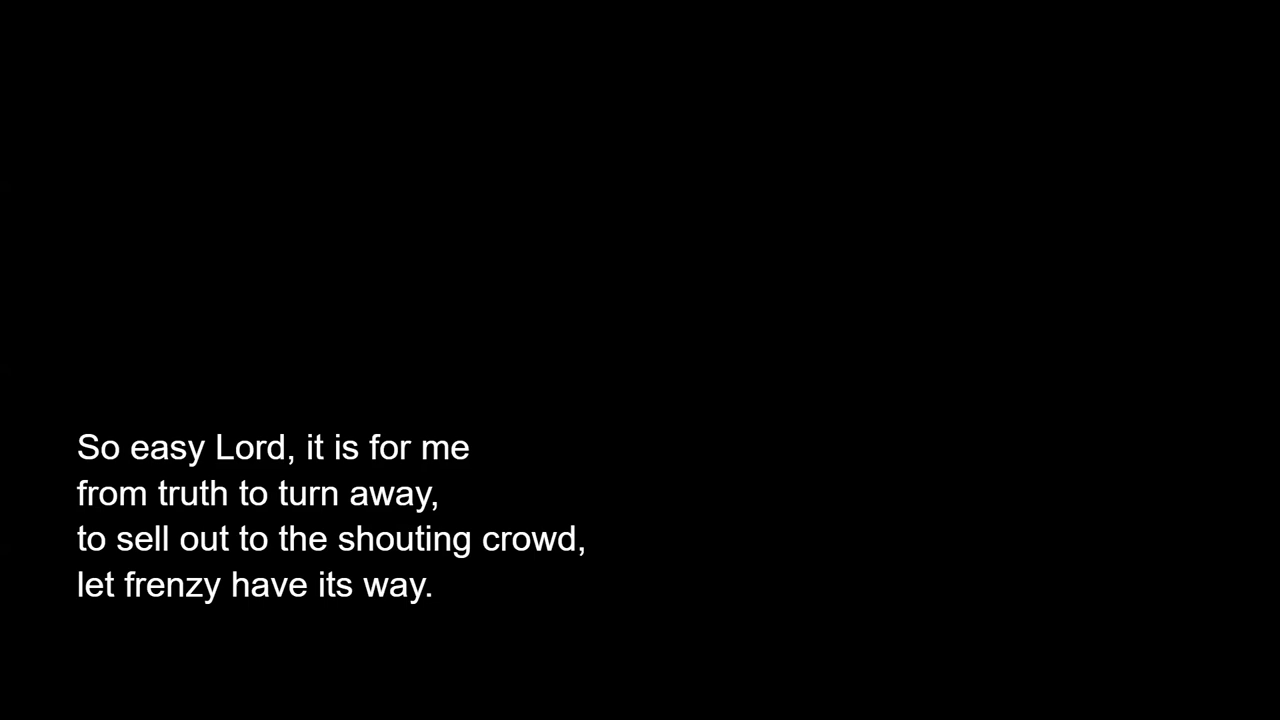 So easy Lord, it is for me
from truth to turn away,
to sell out to the shouting crowd,
let frenzy have its way.